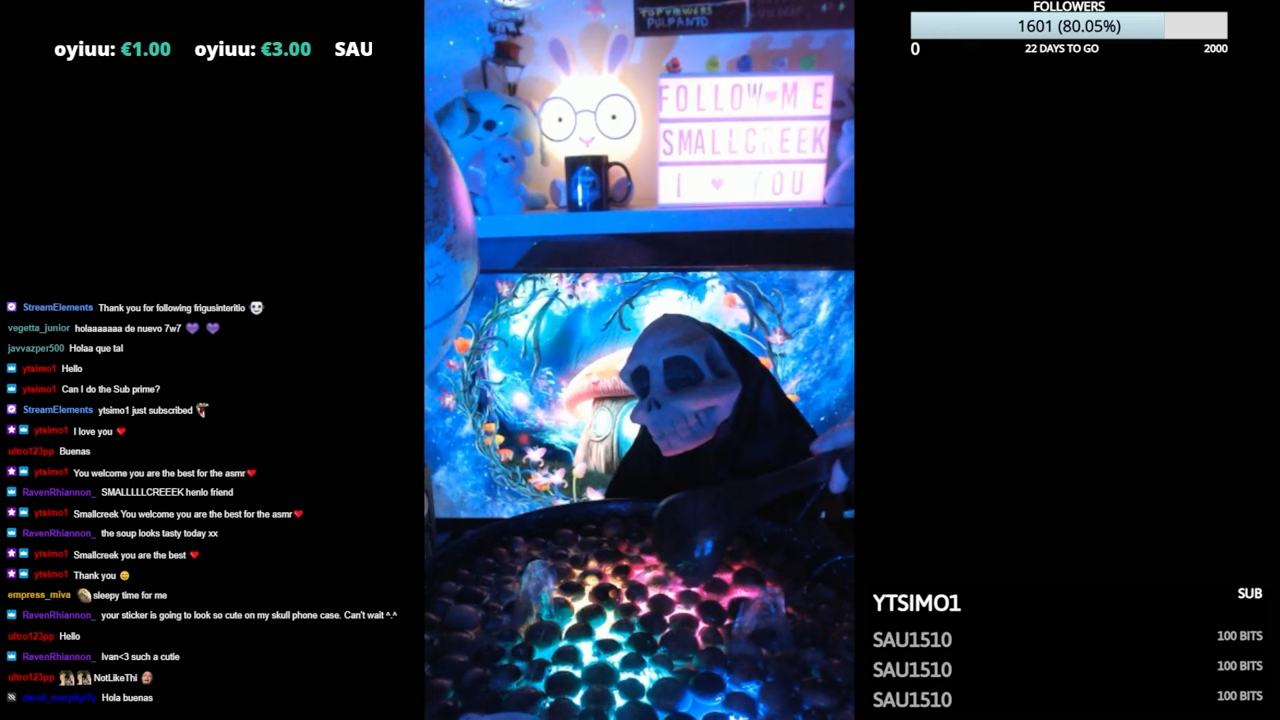 oyiuu: €1.00 oyiuu: €3.00 SAU
TOPVIEWERS
PULPANTO
FOLLOW ME
SMALLCREEK
I ♥ YOU
FOLLOWERS
1601 (80.05%)
0 22 DAYS TO GO 2000
StreamElements Thank you for following frigusinteritio
vegetta_junior holaaaaaaa de nuevo 7w7 💜 💜
javvazper500 Holaa que tal
ytsimo1 Hello
ytsimo1 Can I do the Sub prime?
StreamElements ytsimo1 just subscribed
ytsimo1 I love you ❤
ultro123pp Buenas
ytsimo1 You welcome you are the best for the asmr❤
RavenRhiannon_ SMALLLLLCREEEK henlo friend
ytsimo1 Smallcreek You welcome you are the best for the asmr❤
RavenRhiannon_ the soup looks tasty today xx
ytsimo1 Smallcreek you are the best ❤
ytsimo1 Thank you 😊
empress_miva sleepy time for me
RavenRhiannon_ your sticker is going to look so cute on my skull phone case. Can't wait ^.^
ultro123pp Hello
RavenRhiannon_ Ivan<3 such a cutie
ultro123pp NotLikeThi
Hola buenas
YTSIMO1 SUB
SAU1510 100 BITS
SAU1510 100 BITS
SAU1510 100 BITS